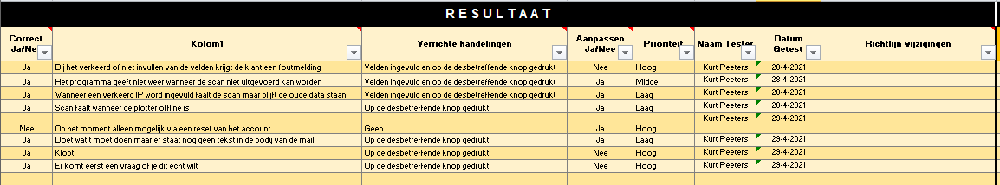 RESULTAAT
Correct Ja/Nee Kolom1 Verrichte handelingen Aanpassen Ja/Nee Prioriteit Naam Tester Datum Getest Richtlijn wijzigingen
Ja Bij het verkeerd of niet invullen van de velden krijgt de klant een foutmelding Velden ingevuld en op de desbetreffende knop gedrukt Nee Hoog Kurt Peeters 28-4-2021
Ja Het programma geeft niet weer wanneer de scan niet uitgevoerd kan worden Velden ingevuld en op de desbetreffende knop gedrukt Ja Middel Kurt Peeters 28-4-2021
Ja Wanneer een verkeerd IP word ingevuld faalt de scan maar blijft de oude data staan Velden ingevuld en op de desbetreffende knop gedrukt Ja Laag Kurt Peeters 28-4-2021
Ja Scan faalt wanneer de plotter offline is Op de desbetreffende knop gedrukt Ja Laag Kurt Peeters 28-4-2021
Nee Op het moment alleen mogelijk via een reset van het account Geen Ja Hoog Kurt Peeters 29-4-2021
Ja Doet wat t moet doen maar er staat nog geen tekst in de body van de mail Op de desbetreffende knop gedrukt Ja Laag Kurt Peeters 29-4-2021
Ja Klopt Op de desbetreffende knop gedrukt Nee Hoog Kurt Peeters 29-4-2021
Ja Er komt eerst een vraag of je dit echt wilt Op de desbetreffende knop gedrukt Nee Hoog Kurt Peeters 29-4-2021